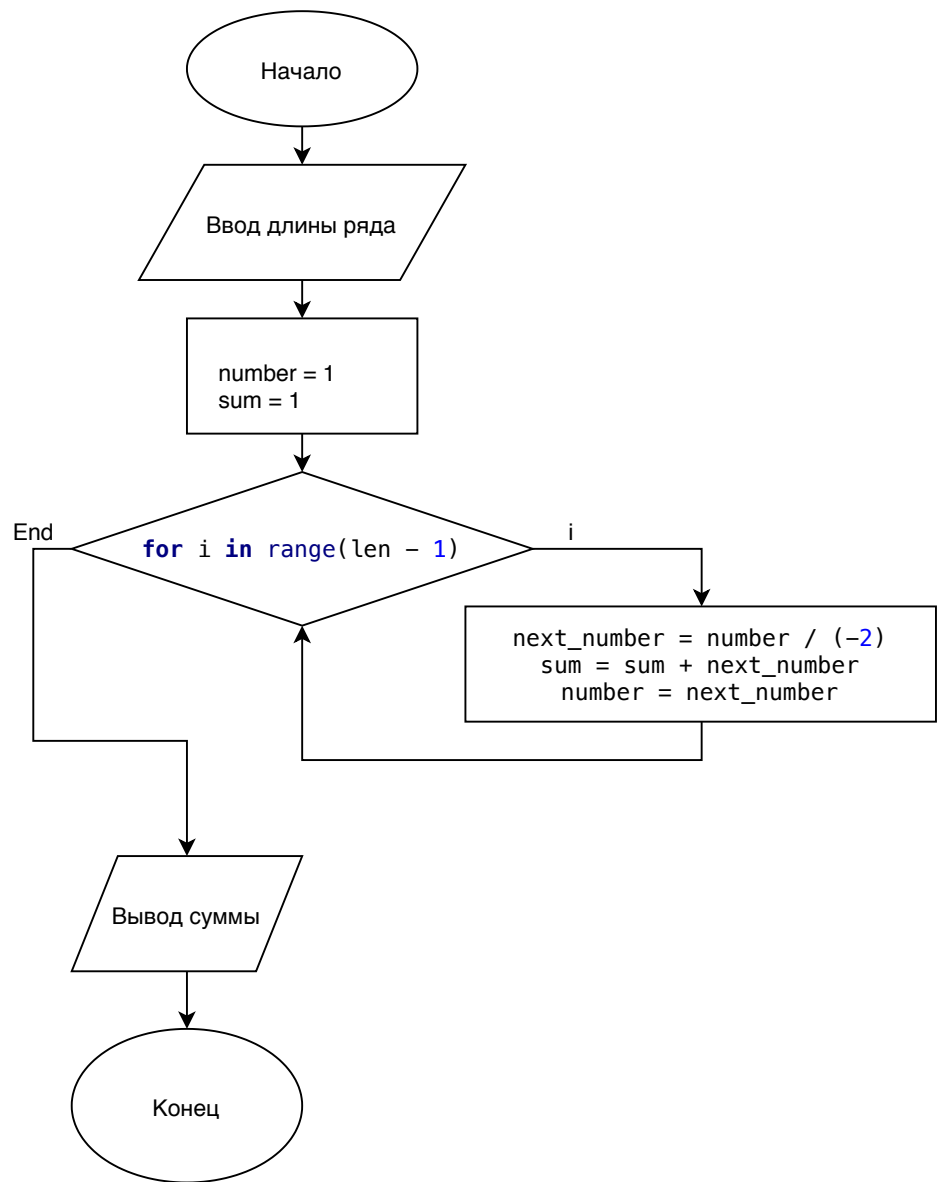 Начало
Ввод длины ряда
number = 1
sum = 1
for i in range(len - 1)
End
i
next_number = number / (-2)
sum = sum + next_number
number = next_number
Вывод суммы
Конец